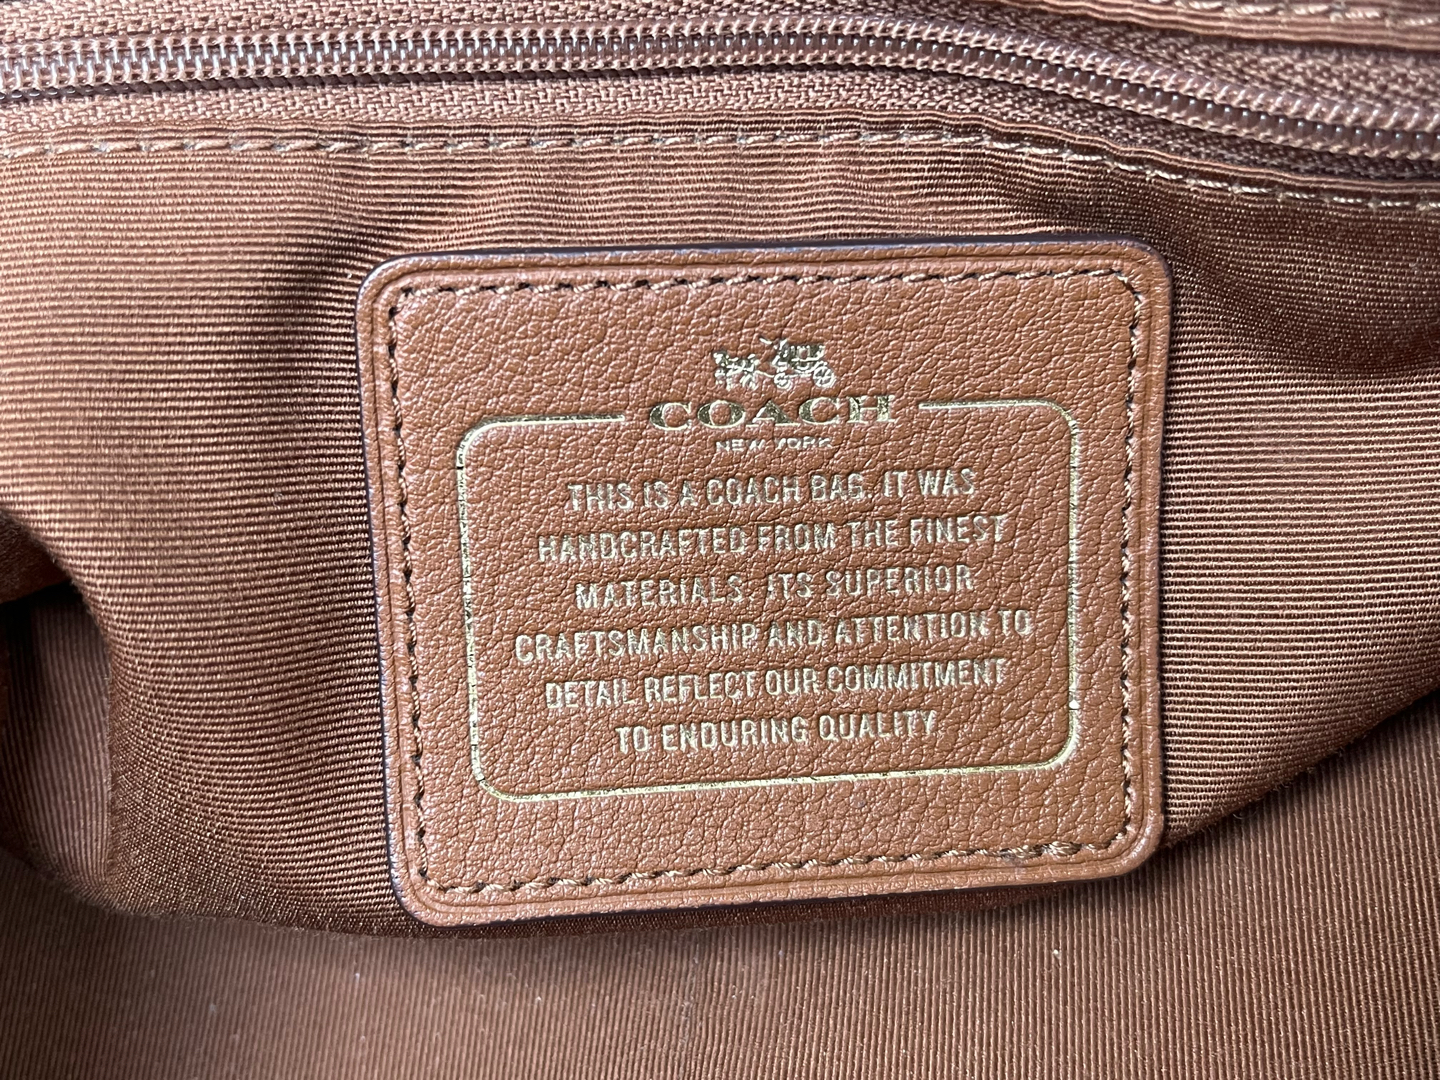 COACH
NEW YORK
THIS IS A COACH BAG. IT WAS
HANDCRAFTED FROM THE FINEST
MATERIALS. ITS SUPERIOR
CRAFTSMANSHIP AND ATTENTION TO
DETAIL REFLECT OUR COMMITMENT
TO ENDURING QUALITY.